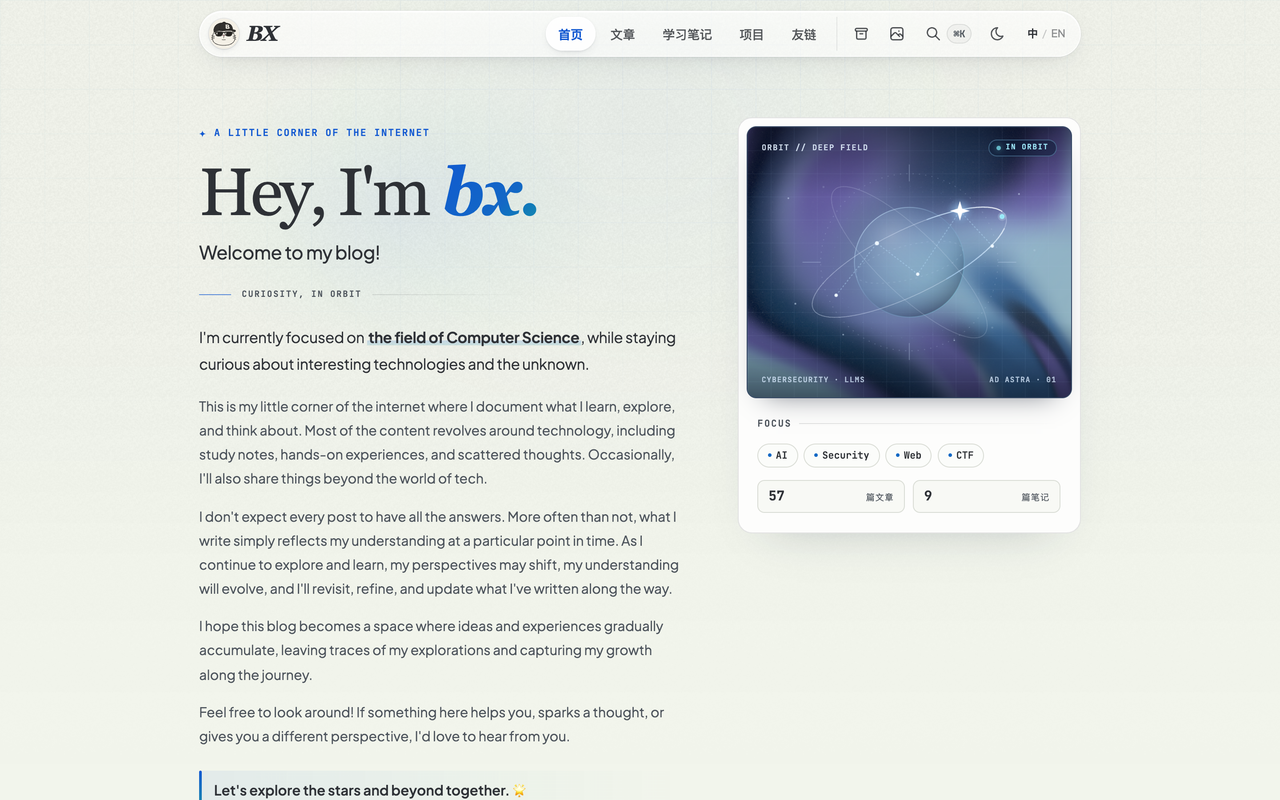 BX
首页 文章 学习笔记 项目 友链 ⌘K 中 / EN
✦ A LITTLE CORNER OF THE INTERNET
Hey, I'm bx.
Welcome to my blog!
CURIOSITY, IN ORBIT
I'm currently focused on the field of Computer Science, while staying
curious about interesting technologies and the unknown.
This is my little corner of the internet where I document what I learn, explore,
and think about. Most of the content revolves around technology, including
study notes, hands-on experiences, and scattered thoughts. Occasionally,
I'll also share things beyond the world of tech.
I don't expect every post to have all the answers. More often than not, what I
write simply reflects my understanding at a particular point in time. As I
continue to explore and learn, my perspectives may shift, my understanding
will evolve, and I'll revisit, refine, and update what I've written along the way.
I hope this blog becomes a space where ideas and experiences gradually
accumulate, leaving traces of my explorations and capturing my growth
along the journey.
Feel free to look around! If something here helps you, sparks a thought, or
gives you a different perspective, I'd love to hear from you.
Let's explore the stars and beyond together. 🌟
ORBIT // DEEP FIELD
IN ORBIT
CYBERSECURITY · LLMS
AD ASTRA · 01
FOCUS
AI
Security
Web
CTF
57 篇文章
9 篇笔记